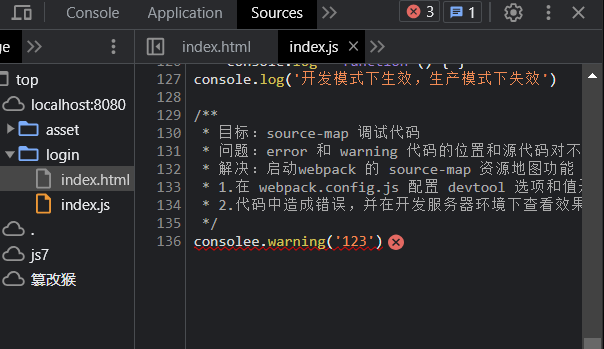 Console
Sources
3
1
ge
index.html
index.js
top
localhost:8080
asset
login
index.html
index.js
.
js7
篡改猴
127 console.log('开发模式下生效，生产模式下失效')
128
129 /**
130 * 目标：source-map 调试代码
131 * 问题：error 和 warning 代码的位置和源代码对不
132 * 解决：启动webpack 的 source-map 资源地图功能
133 * 1.在 webpack.config.js 配置 devtool 选项和值
134 * 2.代码中造成错误，并在开发服务器环境下查看效果
135 */
136 consolee.warning('123')